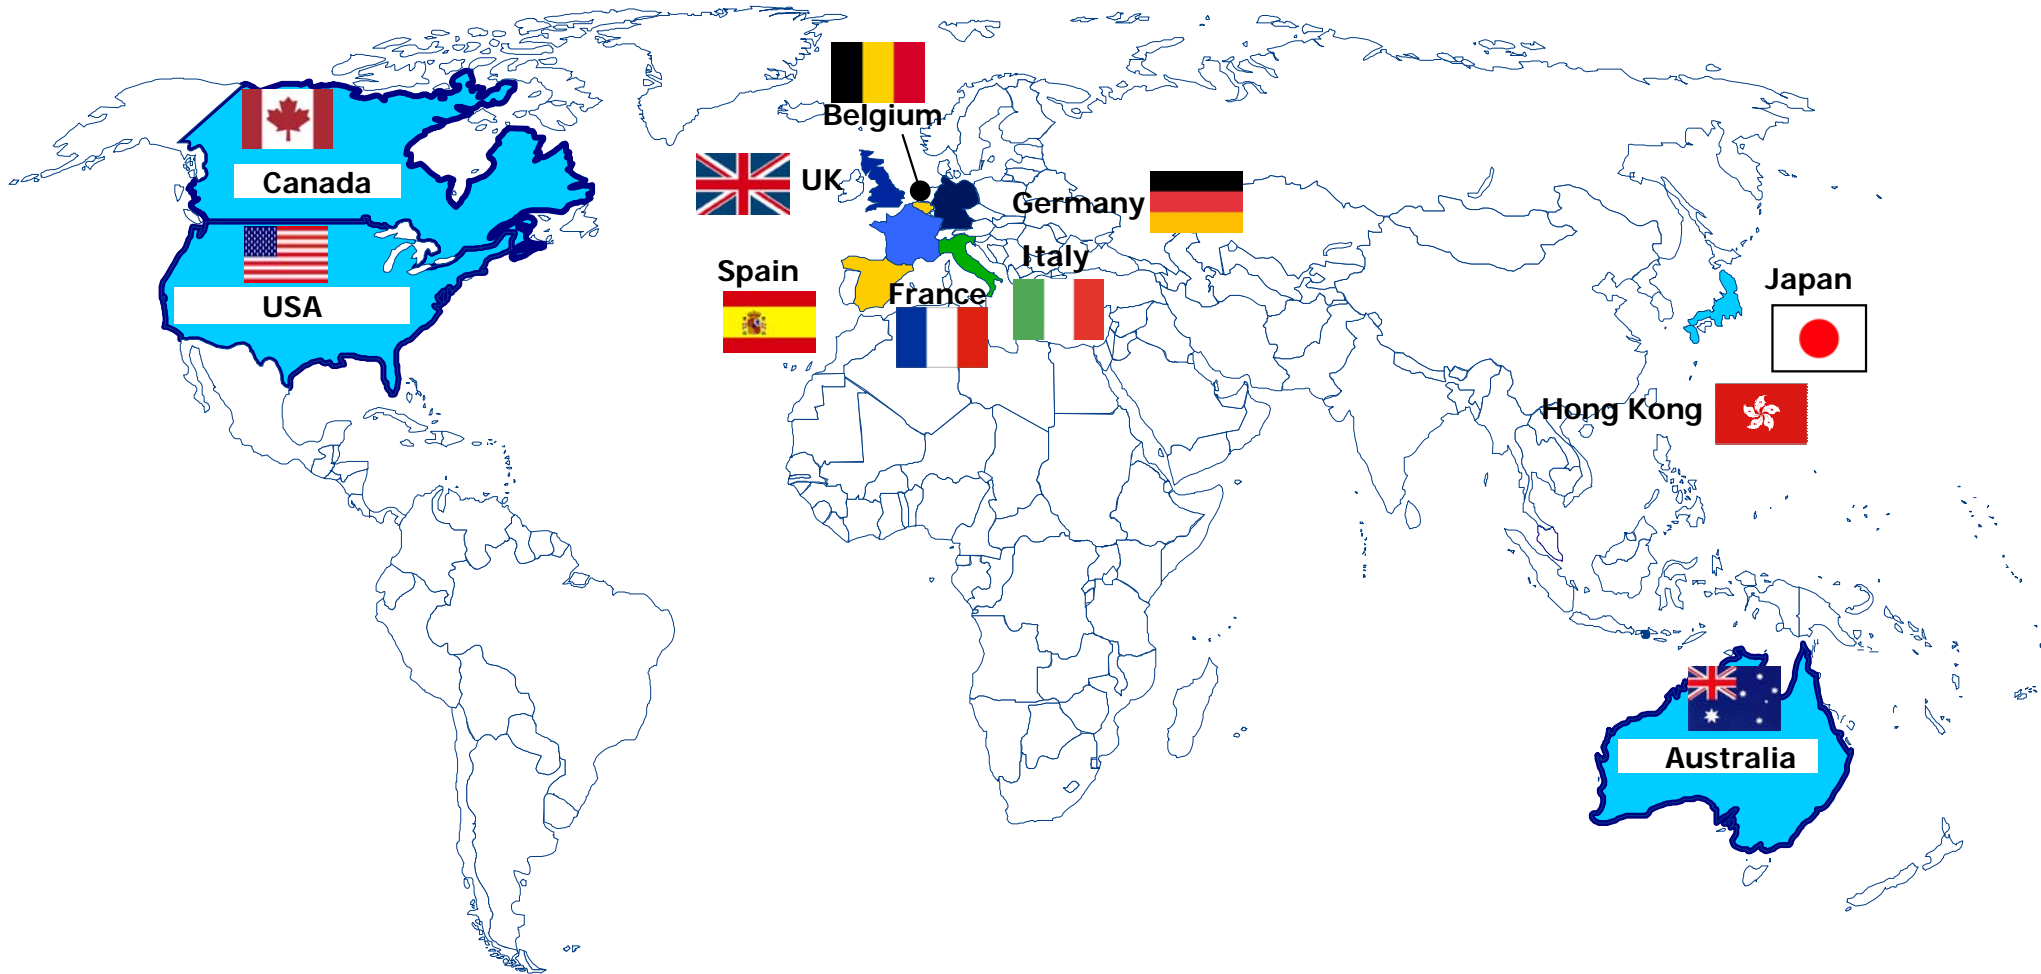 Belgium
Canada
UK
Germany
Italy
Spain
Japan
France
USA
Hong Kong
Australia